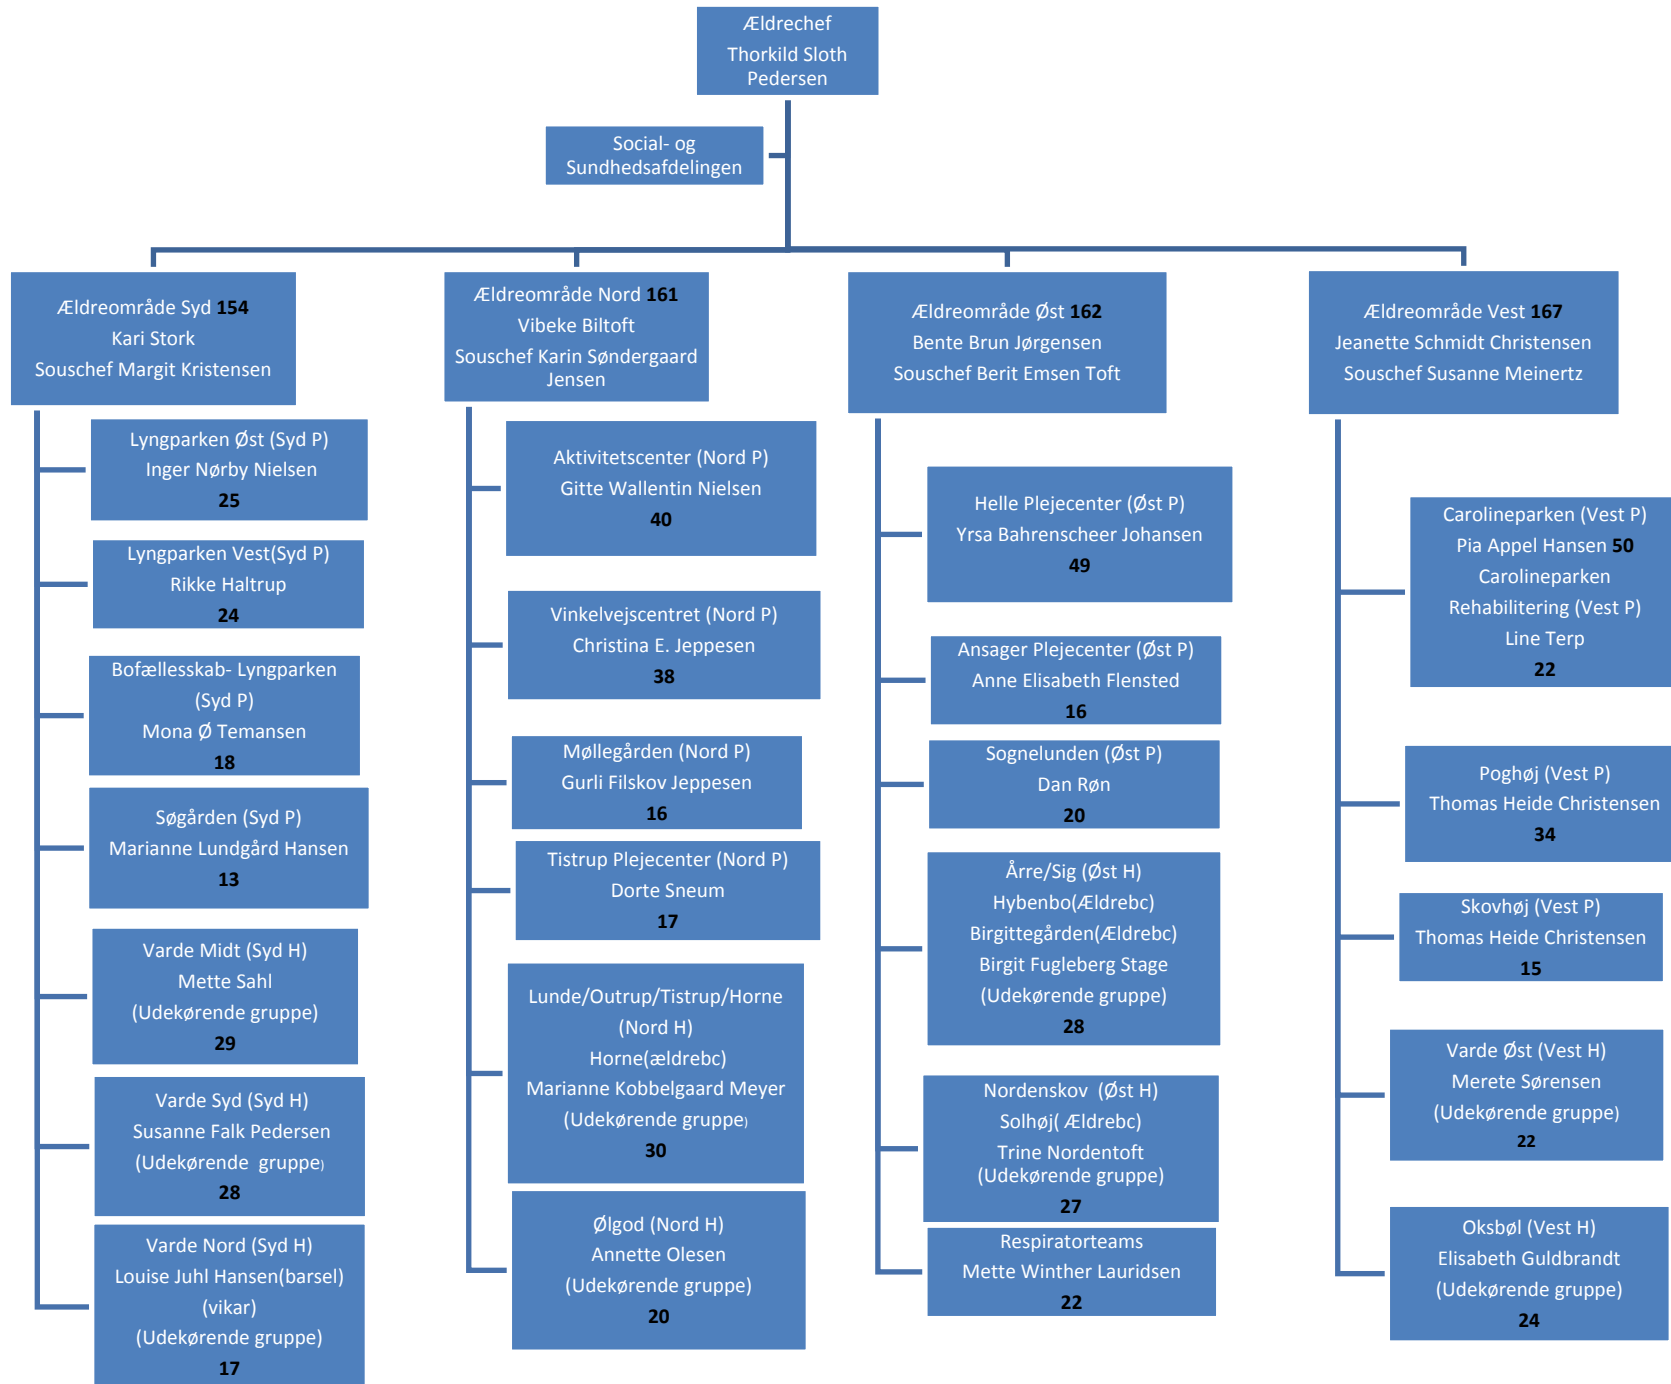 Ældrechef
Thorkild Sloth
Pedersen
Social- og
Sundhedsafdelingen
Ældreområde Syd 154
Kari Stork
Souschef Margit Kristensen
Lyngparken Øst (Syd P)
Inger Nørby Nielsen
25
Lyngparken Vest(Syd P)
Rikke Haltrup
24
Bofællesskab- Lyngparken
(Syd P)
Mona Ø Temansen
18
Søgården (Syd P)
Marianne Lundgård Hansen
13
Varde Midt (Syd H)
Mette Sahl
(Udekørende gruppe)
29
Varde Syd (Syd H)
Susanne Falk Pedersen
(Udekørende  gruppe)
28
Varde Nord (Syd H)
Louise Juhl Hansen(barsel)
(vikar)
(Udekørende gruppe)
17
Ældreområde Nord 161
Vibeke Biltoft
Souschef Karin Søndergaard
Jensen
Aktivitetscenter (Nord P)
Gitte Wallentin Nielsen
40
Vinkelvejscentret (Nord P)
Christina E. Jeppesen
38
Møllegården (Nord P)
Gurli Filskov Jeppesen
16
Tistrup Plejecenter (Nord P)
Dorte Sneum
17
Lunde/Outrup/Tistrup/Horne
(Nord H)
Horne(ældrebc)
Marianne Kobbelgaard Meyer
(Udekørende gruppe)
30
Ølgod (Nord H)
Annette Olesen
(Udekørende gruppe)
20
Ældreområde Øst 162
Bente Brun Jørgensen
Souschef Berit Emsen Toft
Helle Plejecenter (Øst P)
Yrsa Bahrenscheer Johansen
49
Ansager Plejecenter (Øst P)
Anne Elisabeth Flensted
16
Sognelunden (Øst P)
Dan Røn
20
Årre/Sig (Øst H)
Hybenbo(Ældrebc)
Birgittegården(Ældrebc)
Birgit Fugleberg Stage
(Udekørende gruppe)
28
Nordenskov  (Øst H)
Solhøj( Ældrebc)
Trine Nordentoft
(Udekørende gruppe)
27
Respiratorteams
Mette Winther Lauridsen
22
Ældreområde Vest 167
Jeanette Schmidt Christensen
Souschef Susanne Meinertz
Carolineparken (Vest P)
Pia Appel Hansen 50
Carolineparken
Rehabilitering (Vest P)
Line Terp
22
Poghøj (Vest P)
Thomas Heide Christensen
34
Skovhøj (Vest P)
Thomas Heide Christensen
15
Varde Øst (Vest H)
Merete Sørensen
(Udekørende gruppe)
22
Oksbøl (Vest H)
Elisabeth Guldbrandt
(Udekørende gruppe)
24